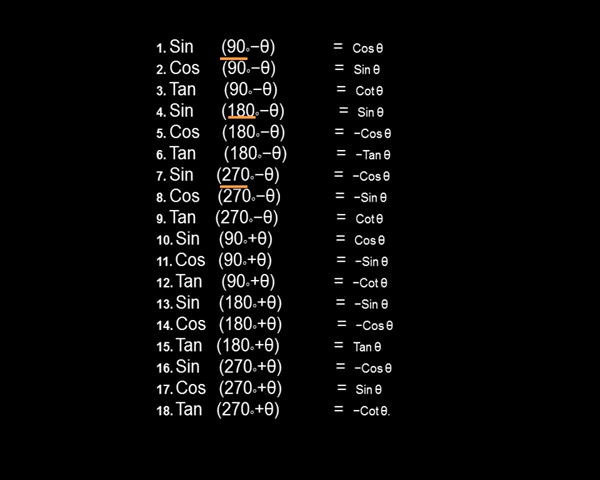 1. Sin (90°−θ) = Cos θ
2. Cos (90°−θ) = Sin θ
3. Tan (90°−θ) = Cot θ
4. Sin (180°−θ) = Sin θ
5. Cos (180°−θ) = −Cos θ
6. Tan (180°−θ) = −Tan θ
7. Sin (270°−θ) = −Cos θ
8. Cos (270°−θ) = −Sin θ
9. Tan (270°−θ) = Cot θ
10. Sin (90°+θ) = Cos θ
11. Cos (90°+θ) = −Sin θ
12. Tan (90°+θ) = −Cot θ
13. Sin (180°+θ) = −Sin θ
14. Cos (180°+θ) = −Cos θ
15. Tan (180°+θ) = Tan θ
16. Sin (270°+θ) = −Cos θ
17. Cos (270°+θ) = Sin θ
18. Tan (270°+θ) = −Cot θ.